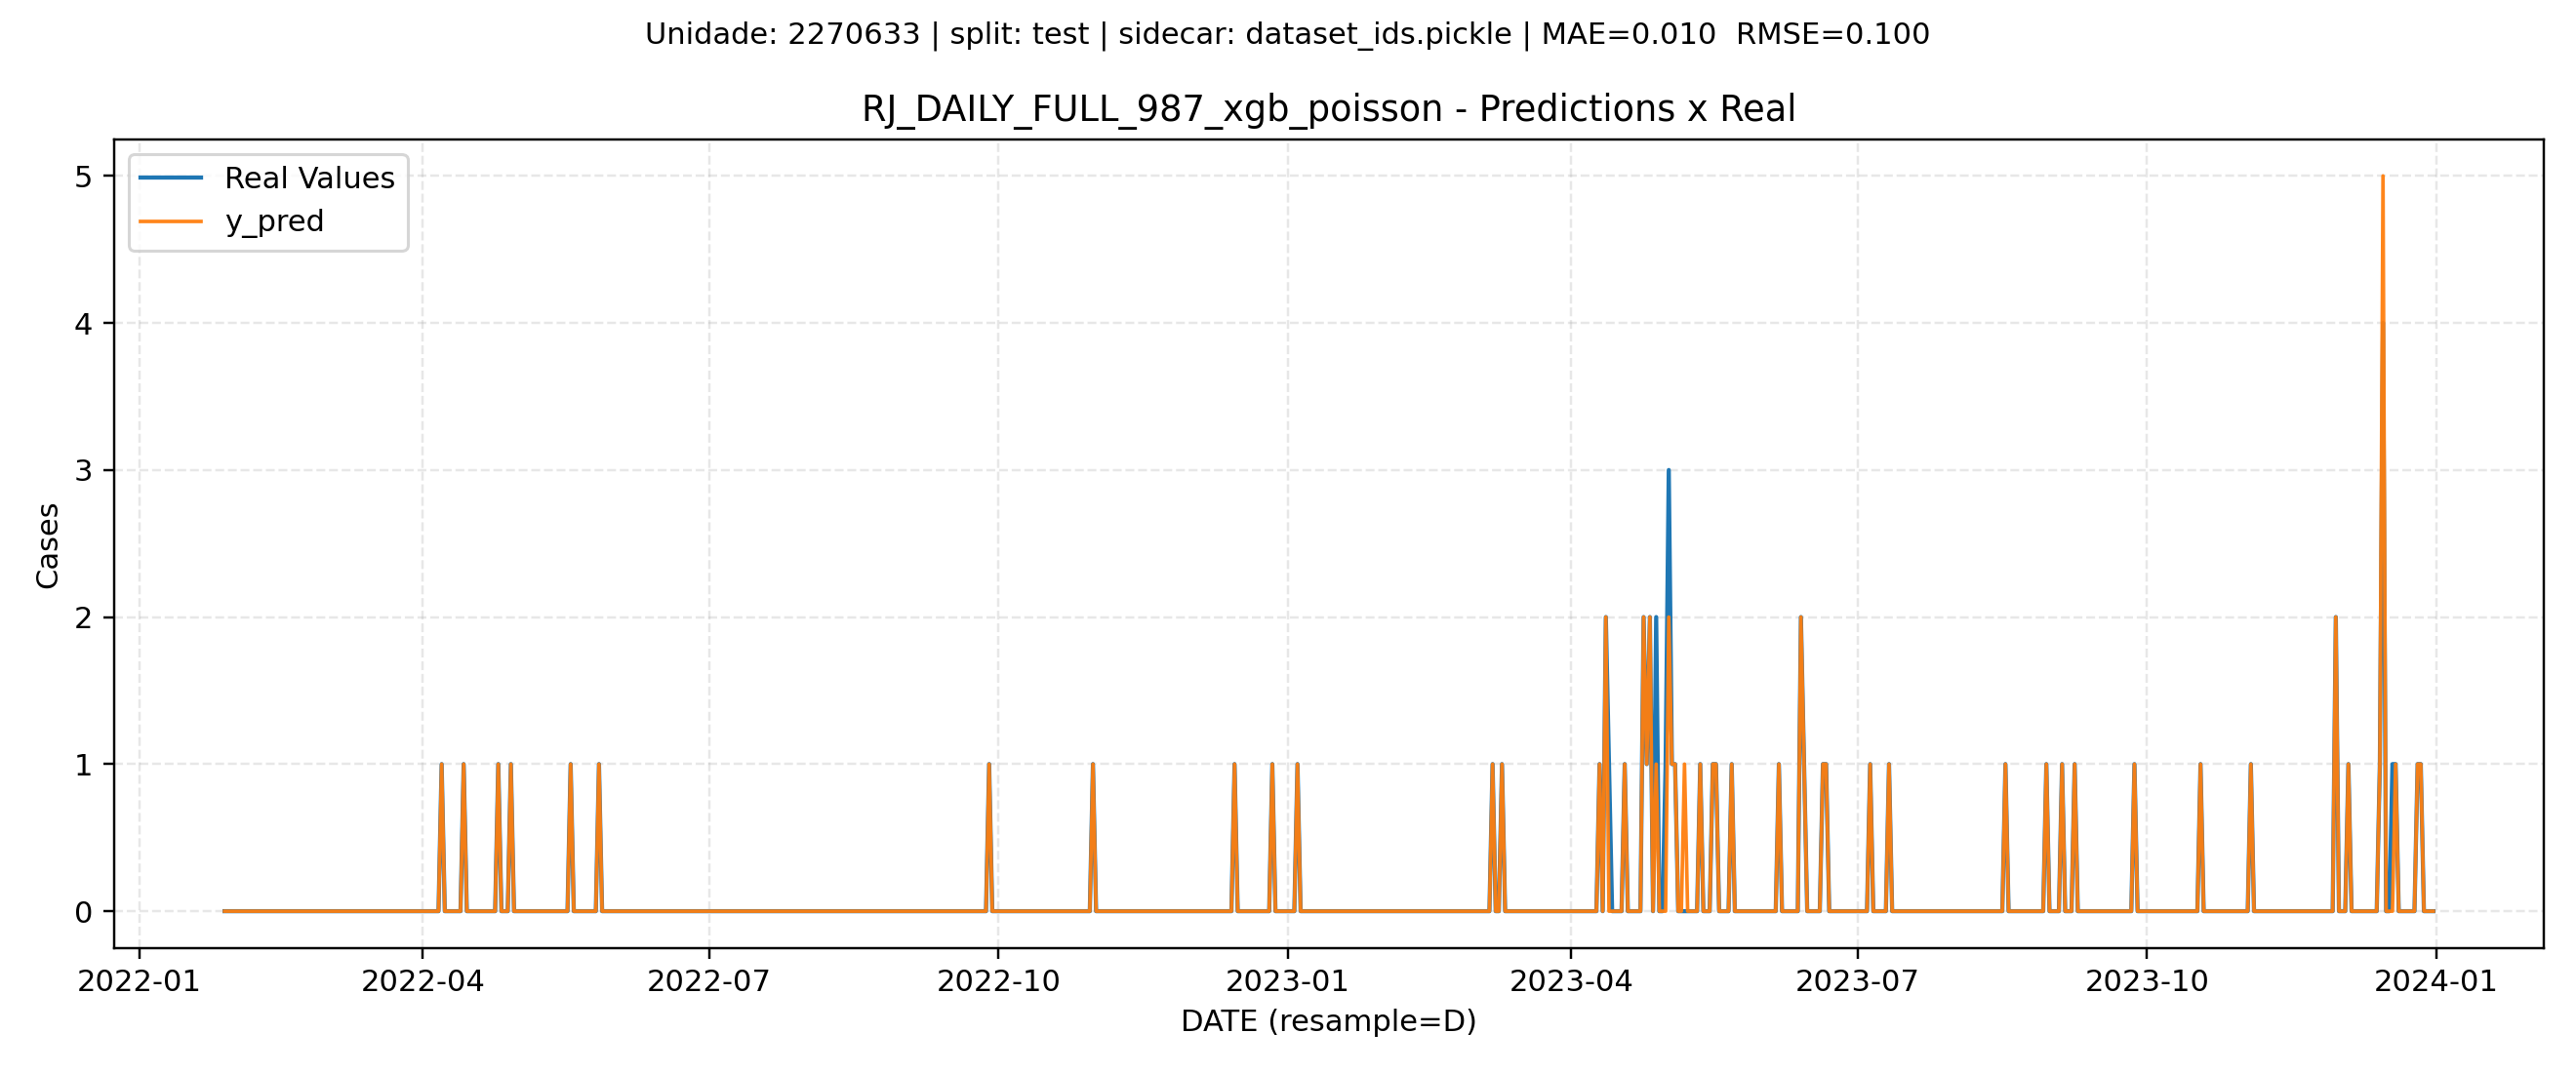 Unidade: 2270633 | split: test | sidecar: dataset_ids.pickle | MAE=0.010  RMSE=0.100
RJ_DAILY_FULL_987_xgb_poisson - Predictions x Real
Real Values
y_pred
5
4
3
2
1
0
Cases
2022-01
2022-04
2022-07
2022-10
2023-01
2023-04
2023-07
2023-10
2024-01
DATE (resample=D)